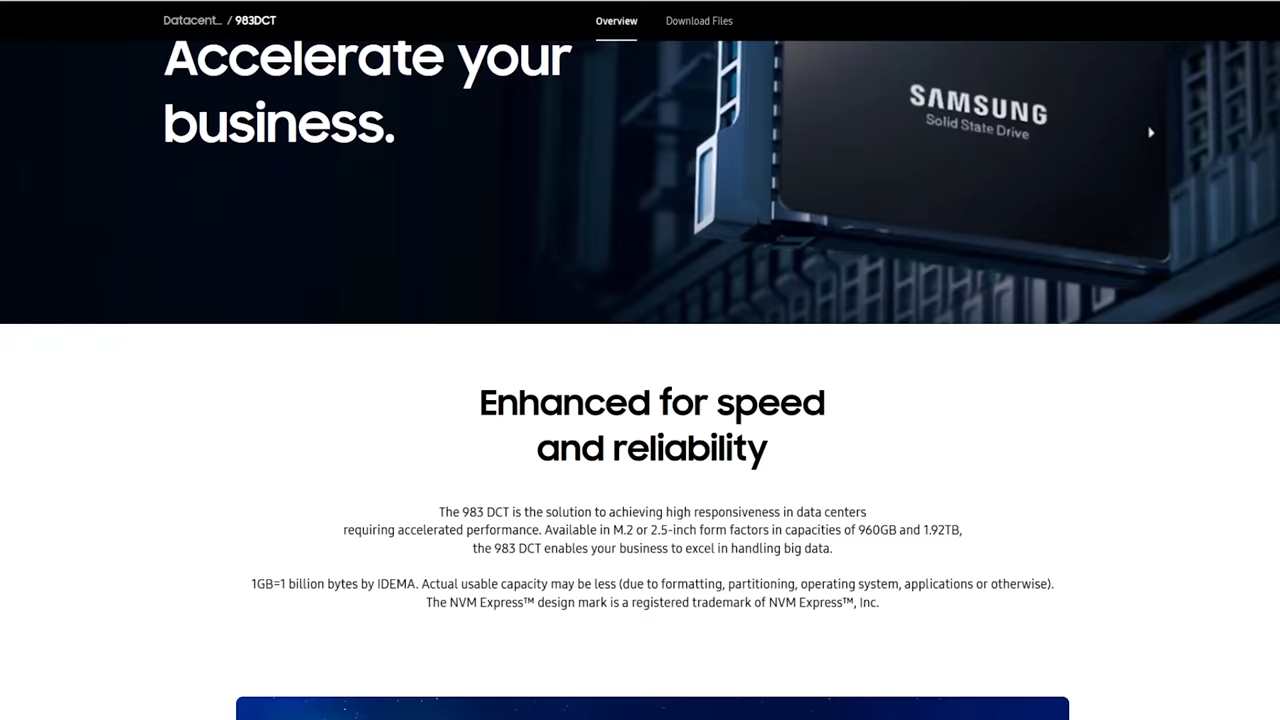 Datacent... / 983DCT
Overview
Download Files
Accelerate your
business.
SAMSUNG
Solid State Drive
Enhanced for speed
and reliability
The 983 DCT is the solution to achieving high responsiveness in data centers
requiring accelerated performance. Available in M.2 or 2.5-inch form factors in capacities of 960GB and 1.92TB,
the 983 DCT enables your business to excel in handling big data.
1GB=1 billion bytes by IDEMA. Actual usable capacity may be less (due to formatting, partitioning, operating system, applications or otherwise).
The NVM Express™ design mark is a registered trademark of NVM Express™, Inc.